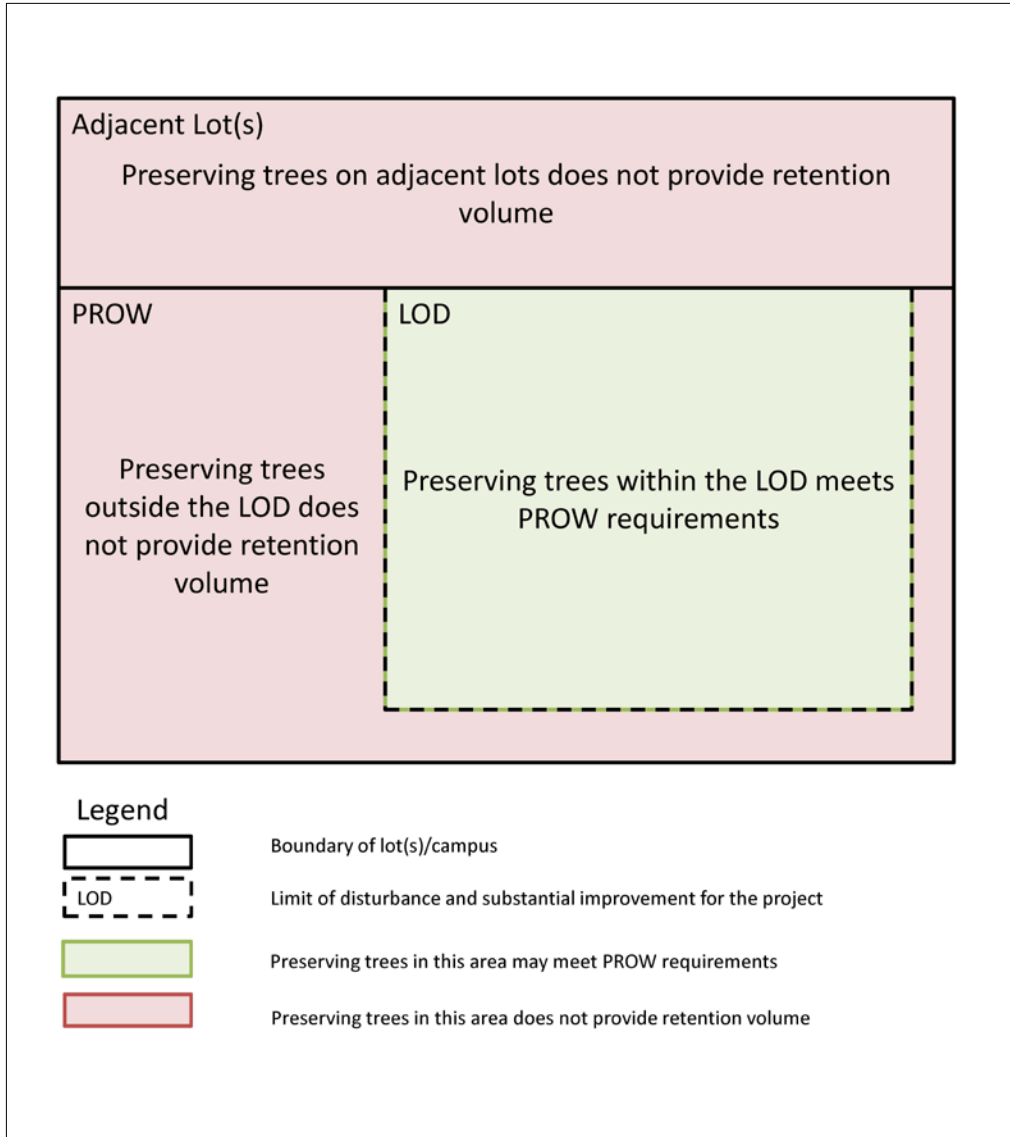 Adjacent Lot(s)
Preserving trees on adjacent lots does not provide retention
volume
PROW
LOD
Preserving trees
outside the LOD does
not provide retention
volume
Preserving trees within the LOD meets
PROW requirements
Legend
Boundary of lot(s)/campus
LOD
Limit of disturbance and substantial improvement for the project
Preserving trees in this area may meet PROW requirements
Preserving trees in this area does not provide retention volume